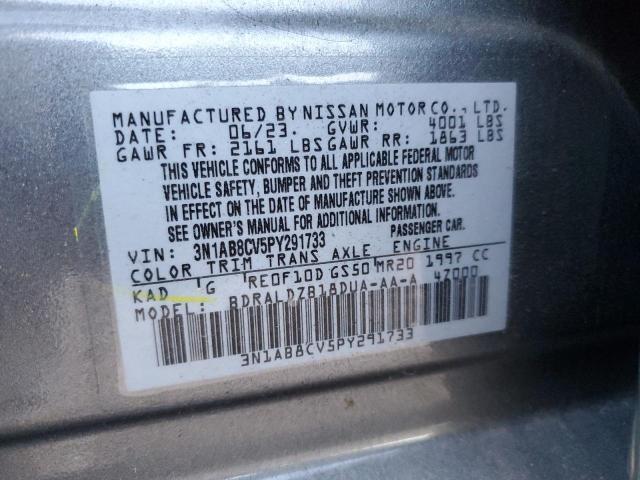 MANUFACTURED BY NISSAN MOTOR CO., LTD.
DATE: 06/23. GVWR: 4001 LBS
GAWR FR: 2161 LBS GAWR RR: 1863 LBS
THIS VEHICLE CONFORMS TO ALL APPLICABLE FEDERAL MOTOR
VEHICLE SAFETY, BUMPER AND THEFT PREVENTION STANDARDS
IN EFFECT ON THE DATE OF MANUFACTURE SHOWN ABOVE.
SEE OWNER'S MANUAL FOR ADDITIONAL INFORMATION.
VIN: 3N1AB8CV5PY291733 PASSENGER CAR.
COLOR TRIM TRANS AXLE ENGINE
KAD G RE0F10D GS50 MR20 1997 CC
MODEL: BDRALDZB18DUA-AA-A 47000
3N1AB8CV5PY291733